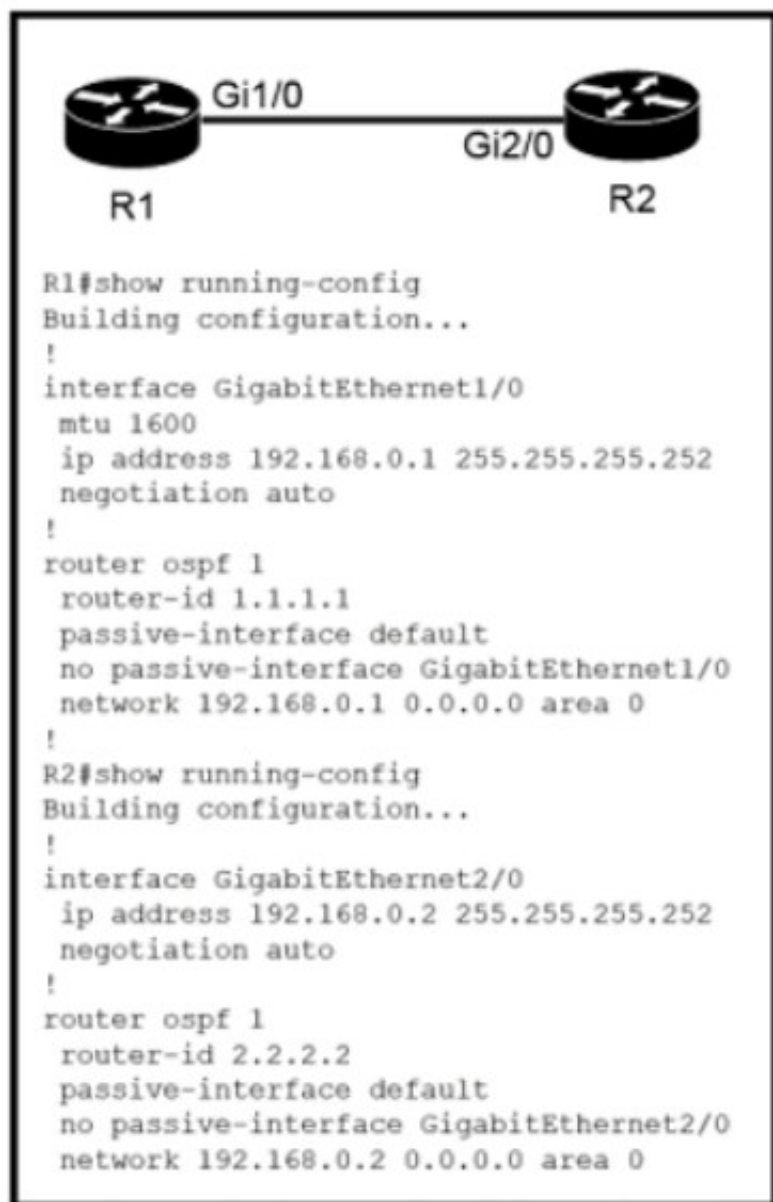 Gi1/0
Gi2/0
R1
R2
R1#show running-config
Building configuration...
!
interface GigabitEthernet1/0
mtu 1600
ip address 192.168.0.1 255.255.255.252
negotiation auto
!
router ospf 1
router-id 1.1.1.1
passive-interface default
no passive-interface GigabitEthernet1/0
network 192.168.0.1 0.0.0.0 area 0
!
R2#show running-config
Building configuration...
!
interface GigabitEthernet2/0
ip address 192.168.0.2 255.255.255.252
negotiation auto
!
router ospf 1
router-id 2.2.2.2
passive-interface default
no passive-interface GigabitEthernet2/0
network 192.168.0.2 0.0.0.0 area 0